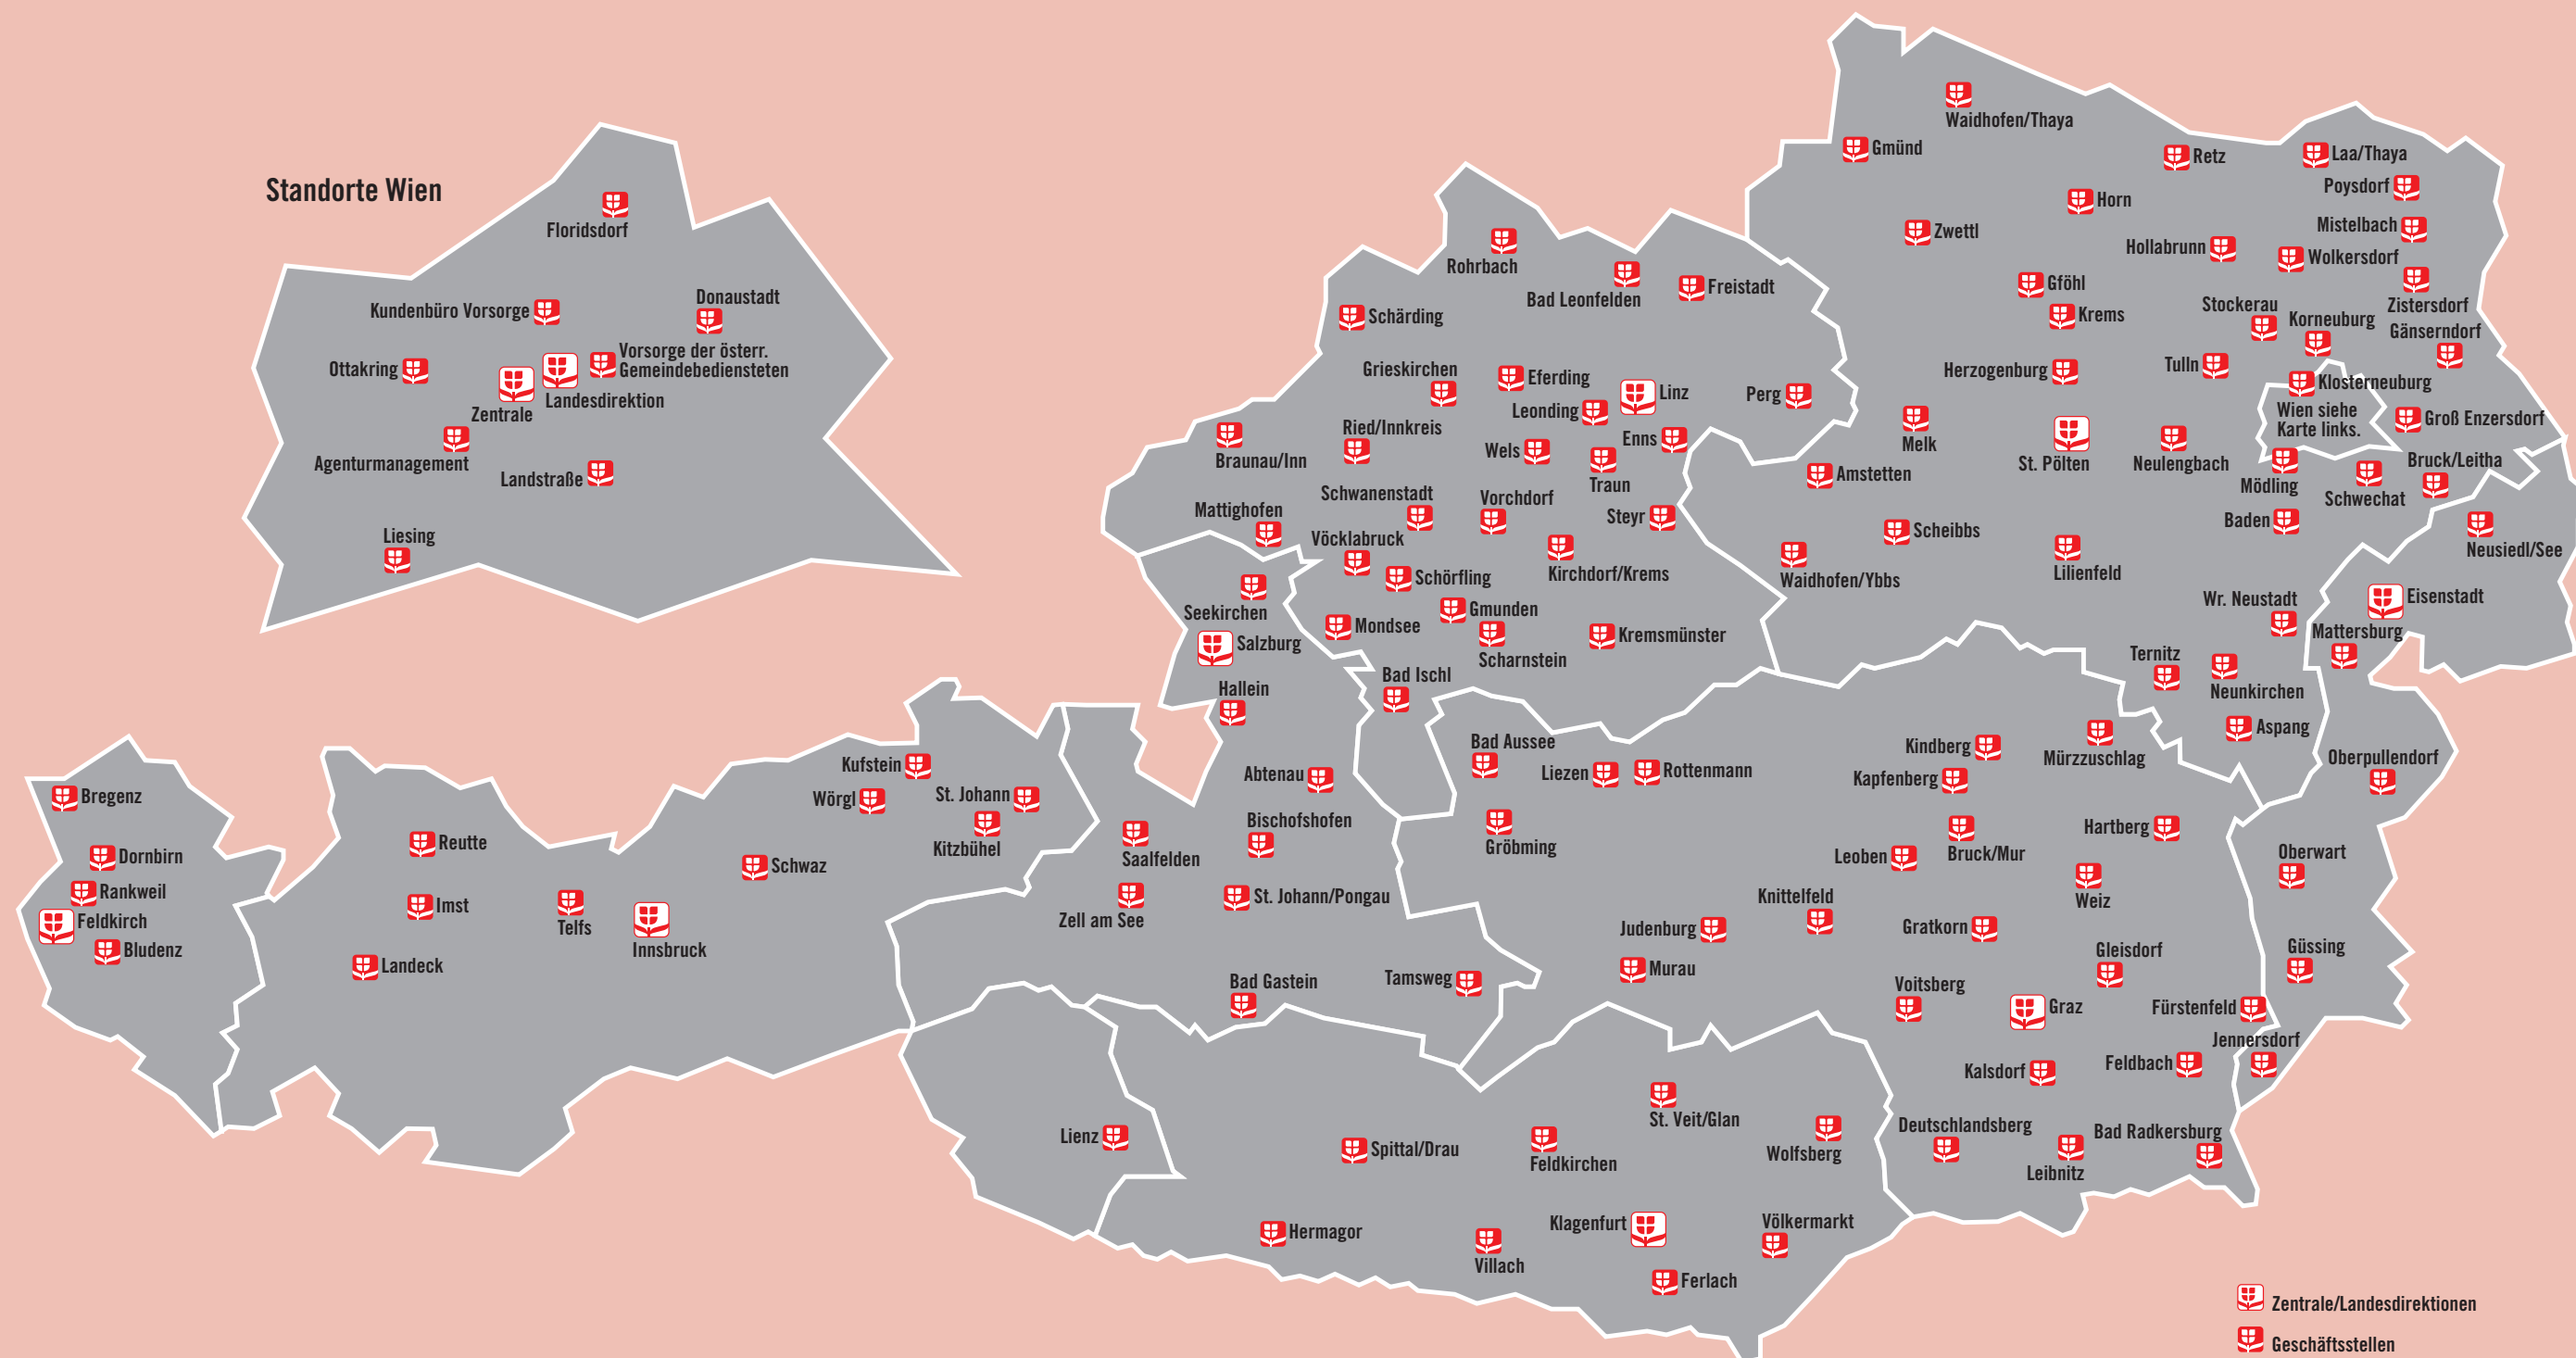 Standorte Wien
Floridsdorf
Kundenbüro Vorsorge
Donaustadt
Ottakring
Vorsorge der österr.
Gemeindebediensteten
Landesdirektion
Zentrale
Agenturmanagement
Landstraße
Liesing
Waidhofen/Thaya
Gmünd
Retz
Laa/Thaya
Poysdorf
Horn
Mistelbach
Zwettl
Hollabrunn
Wolkersdorf
Gföhl
Zistersdorf
Krems
Stockerau
Korneuburg
Gänserndorf
Herzogenburg
Tulln
Klosterneuburg
Wien siehe
Karte links.
Groß Enzersdorf
Melk
St. Pölten
Neulengbach
Mödling
Bruck/Leitha
Schwechat
Amstetten
Baden
Scheibbs
Waidhofen/Ybbs
Lilienfeld
Wr. Neustadt
Ternitz
Neunkirchen
Aspang
Neusiedl/See
Eisenstadt
Mattersburg
Oberpullendorf
Oberwart
Güssing
Jennersdorf
Rohrbach
Bad Leonfelden
Freistadt
Schärding
Grieskirchen
Eferding
Linz
Leonding
Perg
Ried/Innkreis
Enns
Braunau/Inn
Wels
Traun
Schwanenstadt
Vorchdorf
Steyr
Mattighofen
Vöcklabruck
Schörfling
Kirchdorf/Krems
Gmunden
Mondsee
Scharnstein
Kremsmünster
Bad Ischl
Seekirchen
Salzburg
Hallein
Abtenau
Bischofshofen
Saalfelden
Zell am See
St. Johann/Pongau
Bad Gastein
Tamsweg
Bad Aussee
Liezen
Rottenmann
Gröbming
Kindberg
Mürzzuschlag
Kapfenberg
Bruck/Mur
Hartberg
Leoben
Weiz
Knittelfeld
Judenburg
Gratkorn
Murau
Gleisdorf
Voitsberg
Graz
Fürstenfeld
Kalsdorf
Feldbach
Deutschlandsberg
Leibnitz
Bad Radkersburg
Kufstein
Wörgl
St. Johann
Kitzbühel
Schwaz
Reutte
Imst
Telfs
Innsbruck
Landeck
Bregenz
Dornbirn
Rankweil
Feldkirch
Bludenz
Lienz
Spittal/Drau
St. Veit/Glan
Feldkirchen
Wolfsberg
Hermagor
Klagenfurt
Völkermarkt
Villach
Ferlach
Zentrale/Landesdirektionen
Geschäftsstellen